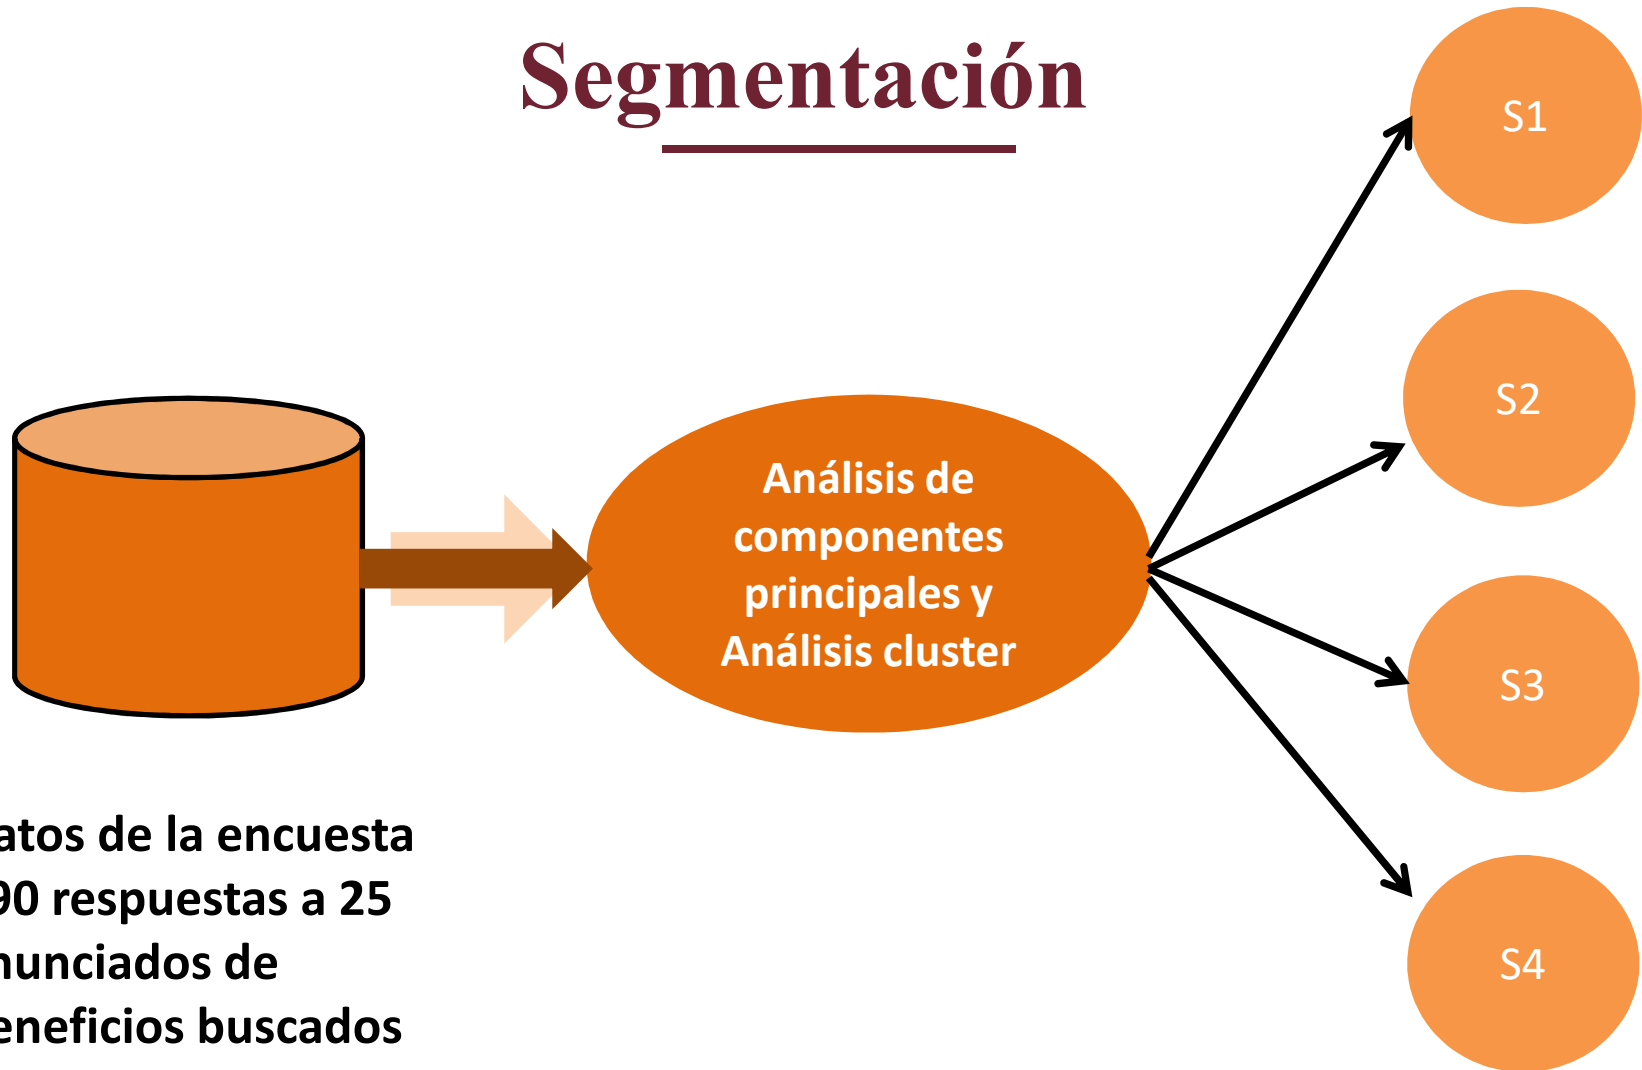 Segmentación
S1
S2
Análisis de
componentes
principales y
Análisis cluster
S3
S4
atos de la encuesta
90 respuestas a 25
nunciados de
eneficios buscados